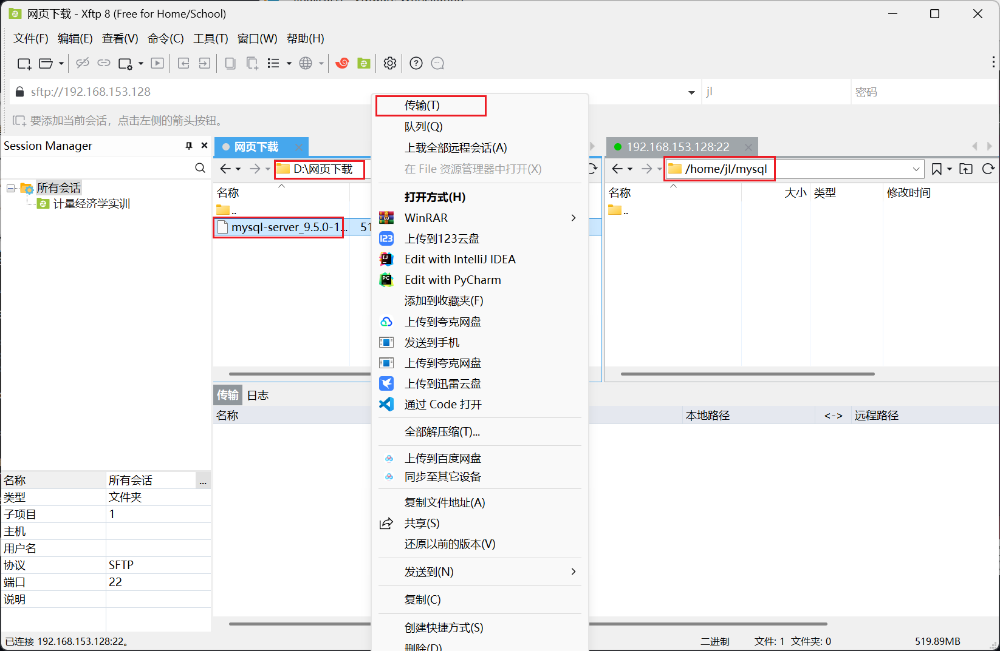 网页下载 - Xftp 8 (Free for Home/School)
文件(F) 编辑(E) 查看(V) 命令(C) 工具(T) 窗口(W) 帮助(H)
sftp://192.168.153.128
jl
密码
要添加当前会话，点击左侧的箭头按钮。
Session Manager
所有会话
计量经济学实训
名称 所有会话 ...
类型 文件夹
子项目 1
主机
用户名
协议 SFTP
端口 22
说明
网页下载
D:\网页下载
名称
..
mysql-server_9.5.0-1... 51
传输(T)
队列(Q)
上载全部远程会话(A)
在 File 资源管理器中打开(X)
打开方式(H)
WinRAR
123 上传到123云盘
IJ Edit with IntelliJ IDEA
PC Edit with PyCharm
添加到收藏夹(F)
上传到夸克网盘
发送到手机
上传到夸克网盘
上传到迅雷云盘
通过 Code 打开
全部解压缩(T)...
上传到百度网盘
同步至其它设备
复制文件地址(A)
共享(S)
还原以前的版本(V)
发送到(N)
复制(C)
创建快捷方式(S)
删除(D)
192.168.153.128:22
/home/jl/mysql
名称 大小 类型 修改时间
..
传输 日志
名称 本地路径 <-> 远程路径
已连接 192.168.153.128:22。
二进制 文件: 1 文件夹: 0 519.89MB